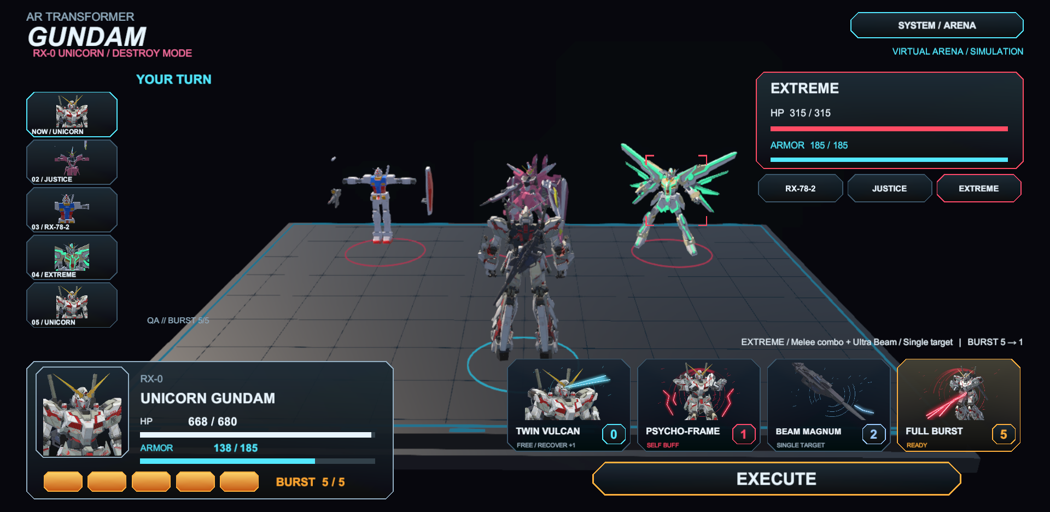 AR TRANSFORMER
GUNDAM
RX-0 UNICORN / DESTROY MODE
SYSTEM / ARENA
VIRTUAL ARENA / SIMULATION
YOUR TURN
NOW / UNICORN
02 / JUSTICE
03 / RX-78-2
04 / EXTREME
05 / UNICORN
EXTREME
HP 315 / 315
ARMOR 185 / 185
RX-78-2
JUSTICE
EXTREME
QA // BURST 5/5
EXTREME / Melee combo + Ultra Beam / Single target | BURST 5 → 1
RX-0
UNICORN GUNDAM
HP 668 / 680
ARMOR 138 / 185
BURST 5 / 5
TWIN VULCAN 0
FREE / RECOVER +1
PSYCHO-FRAME 1
SELF BUFF
BEAM MAGNUM 2
SINGLE TARGET
FULL BURST 5
READY
EXECUTE